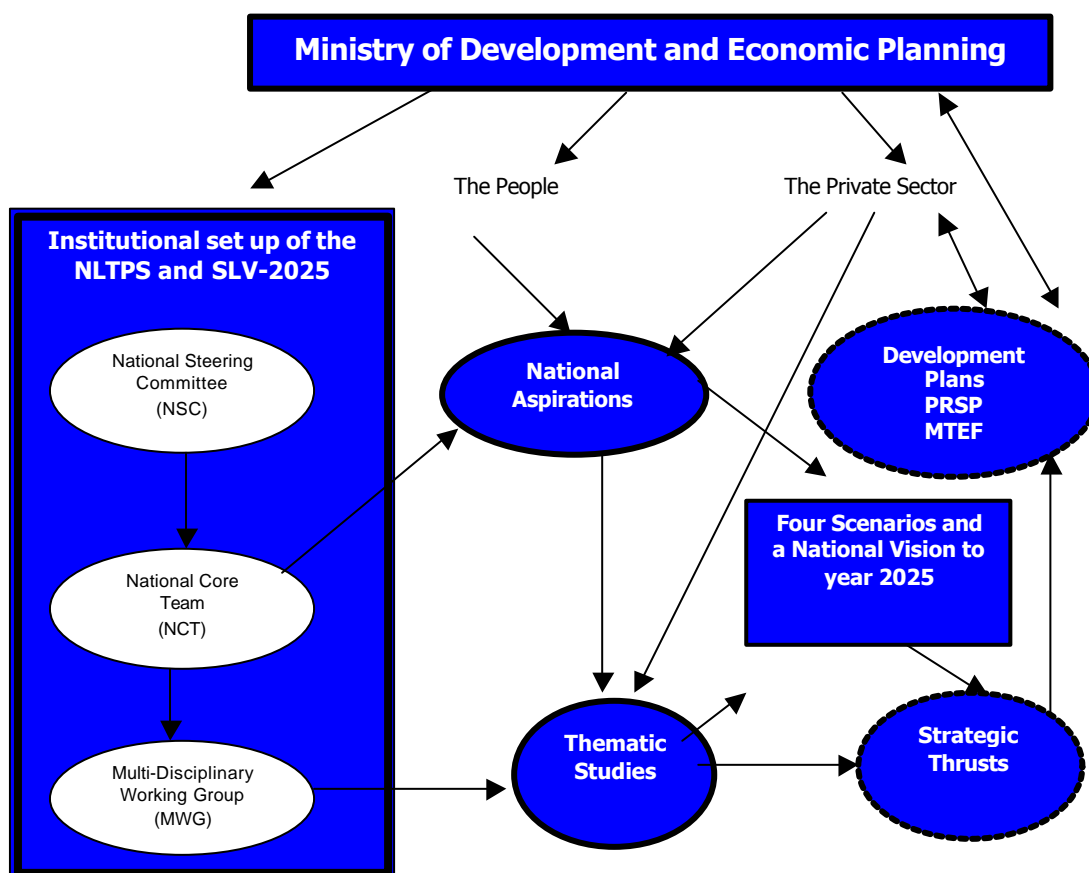 Ministry of Development and Economic Planning
The People
The Private Sector
Institutional set up of the
NLTPS and SLV-2025
National Steering
Committee
(NSC)
National
Aspirations
Development
Plans
PRSP
MTEF
Four Scenarios and
a National Vision to
year 2025
National Core
Team
(NCT)
Thematic
Studies
Strategic
Thrusts
Multi-Disciplinary
Working Group
(MWG)